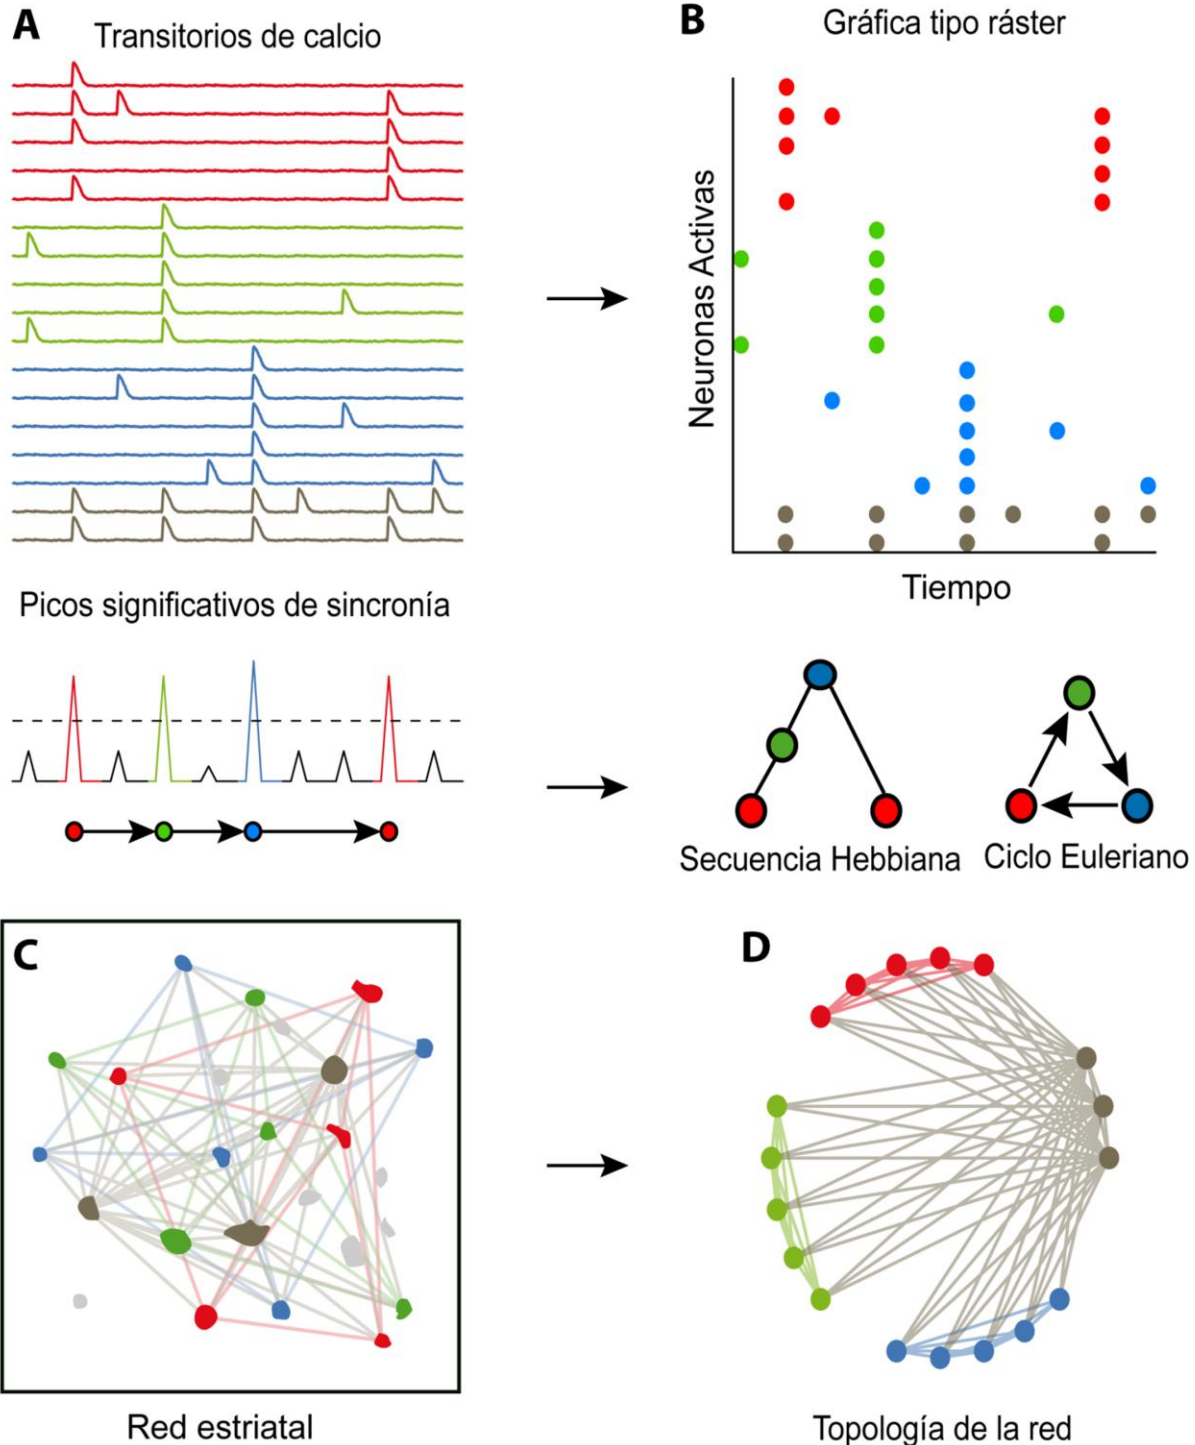 A
Transitorios de calcio
B
Gráfica tipo ráster
Neuronas Activas
Tiempo
Picos significativos de sincronía
Secuencia Hebbiana
Ciclo Euleriano
C
Red estriatal
D
Topología de la red